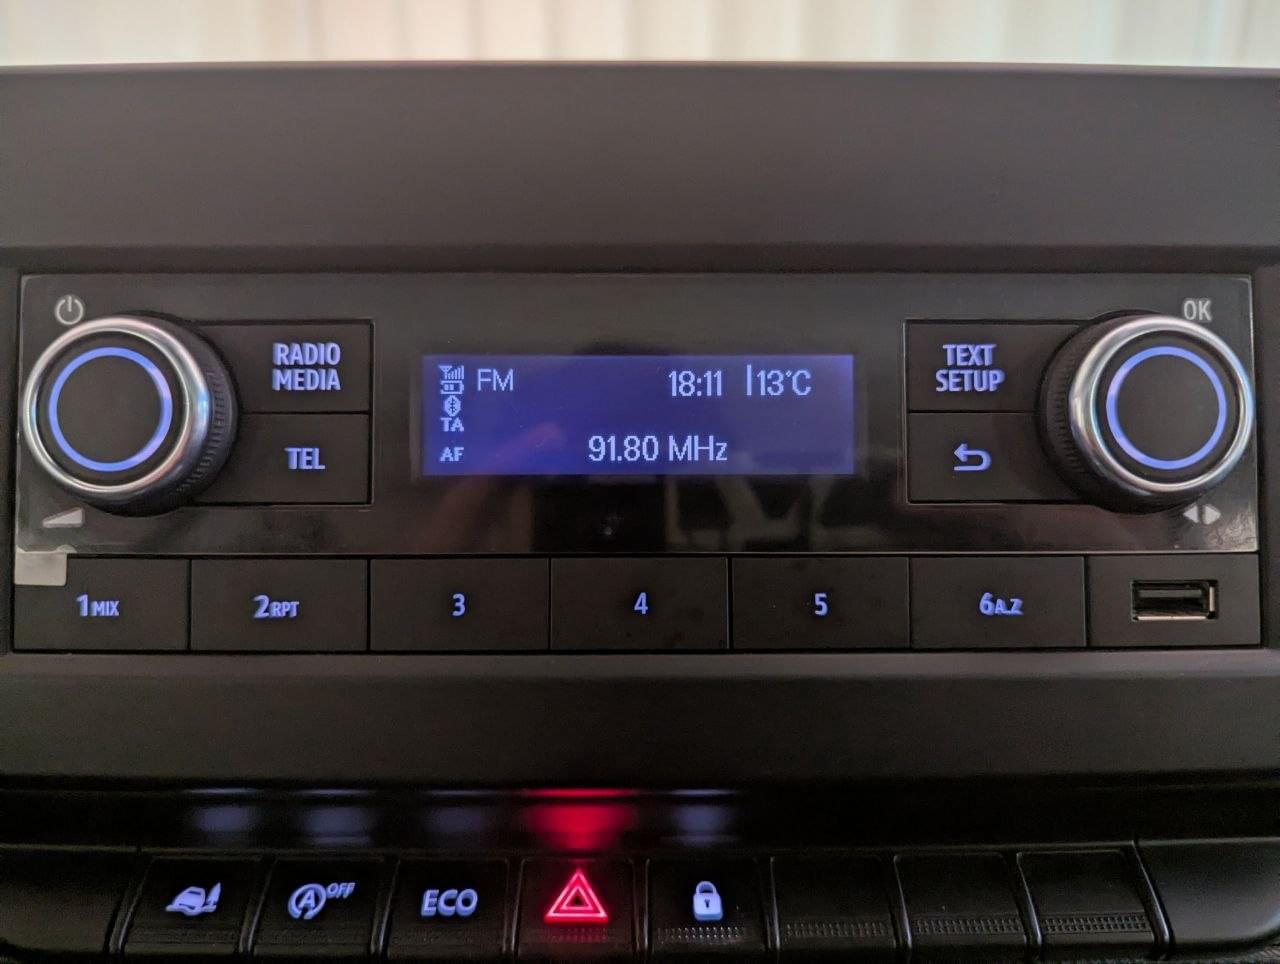 OK
RADIO
MEDIA
TEL
FM 18:11 13°C
TA
AF 91.80 MHz
TEXT
SETUP
1MIX 2RPT 3 4 5 6A.Z
A OFF ECO